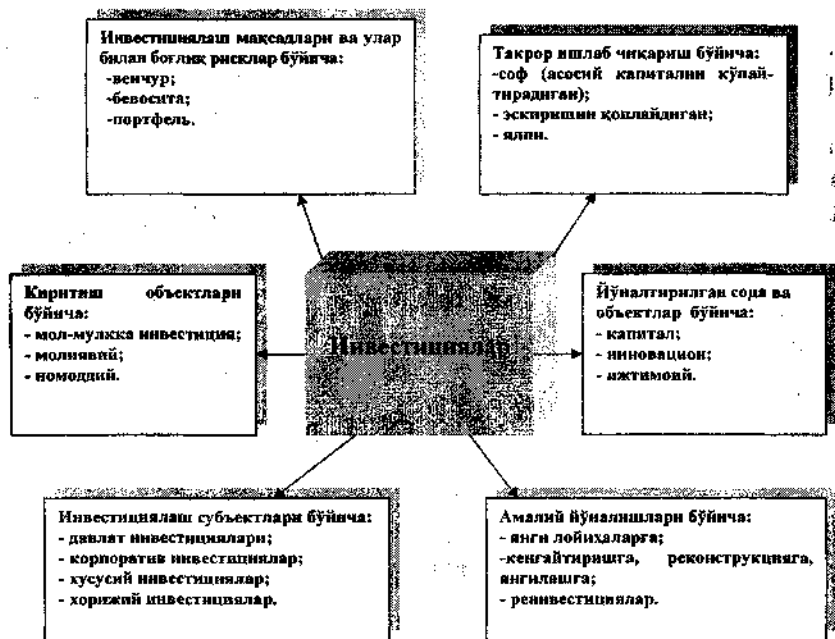 Инвестициялаш мақсадлари ва улар
билан боғлиқ рисклар бўйича:
-венчур;
-бевосита;
-портфель.
Такрор ишлаб чиқариш бўйича:
-соф (асосий капитални кўпай-
тирадиган);
- эскиришни қоплайдиган;
- ялпи.
Киритиш объектлари
бўйича:
- мол-мулкка инвестиция;
- молиявий;
- номоддий.
Инвестициялар
Йўналтирилган соҳа ва
объектлар бўйича:
- капитал;
- инновацион;
- ижтимоий.
Инвестициялаш субъектлари бўйича:
- давлат инвестициялари;
- корпоратив инвестициялар;
- хусусий инвестициялар;
- хорижий инвестициялар.
Амалий йўналишлари бўйича:
- янги лойиҳаларга;
-кенгайтиришга, реконструкцияга,
янгилашга;
- реинвестициялар.